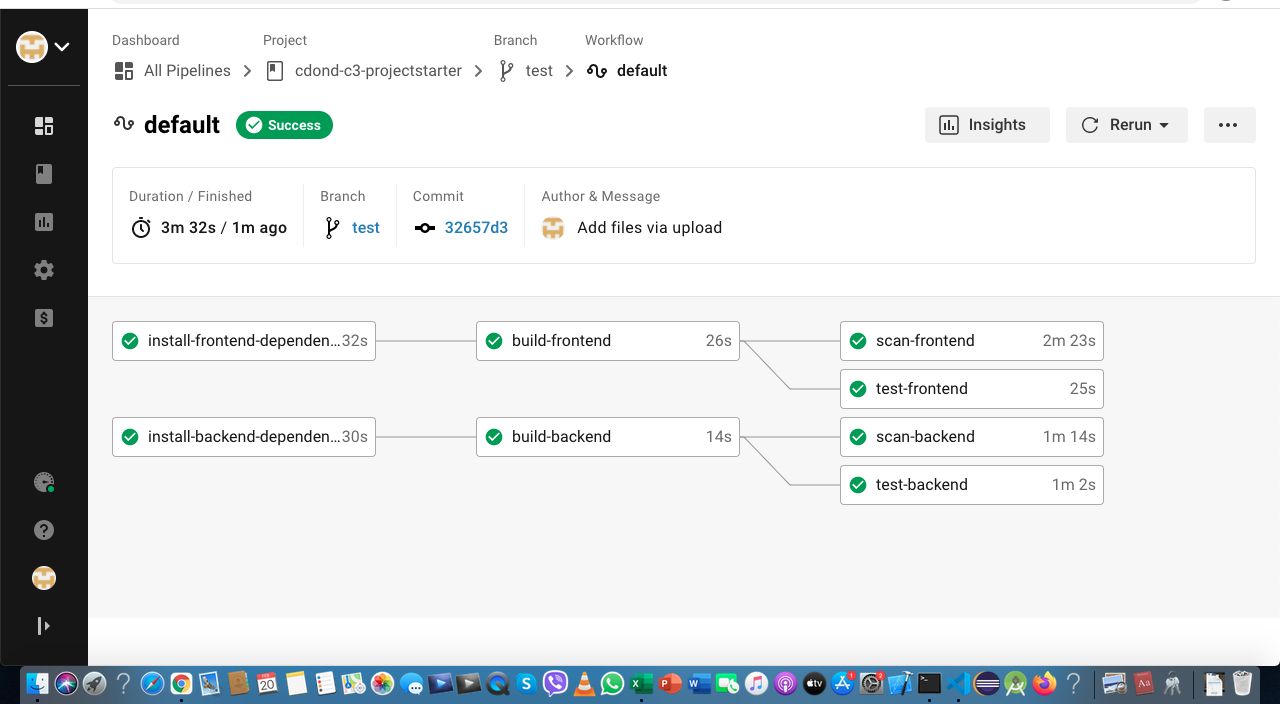 Dashboard Project Branch Workflow
All Pipelines cdond-c3-projectstarter test default
default Success Insights Rerun
Duration / Finished Branch Commit Author & Message
3m 32s / 1m ago test 32657d3 Add files via upload
install-frontend-dependen...32s build-frontend 26s scan-frontend 2m 23s
test-frontend 25s
install-backend-dependen...30s build-backend 14s scan-backend 1m 14s
test-backend 1m 2s
20 tv